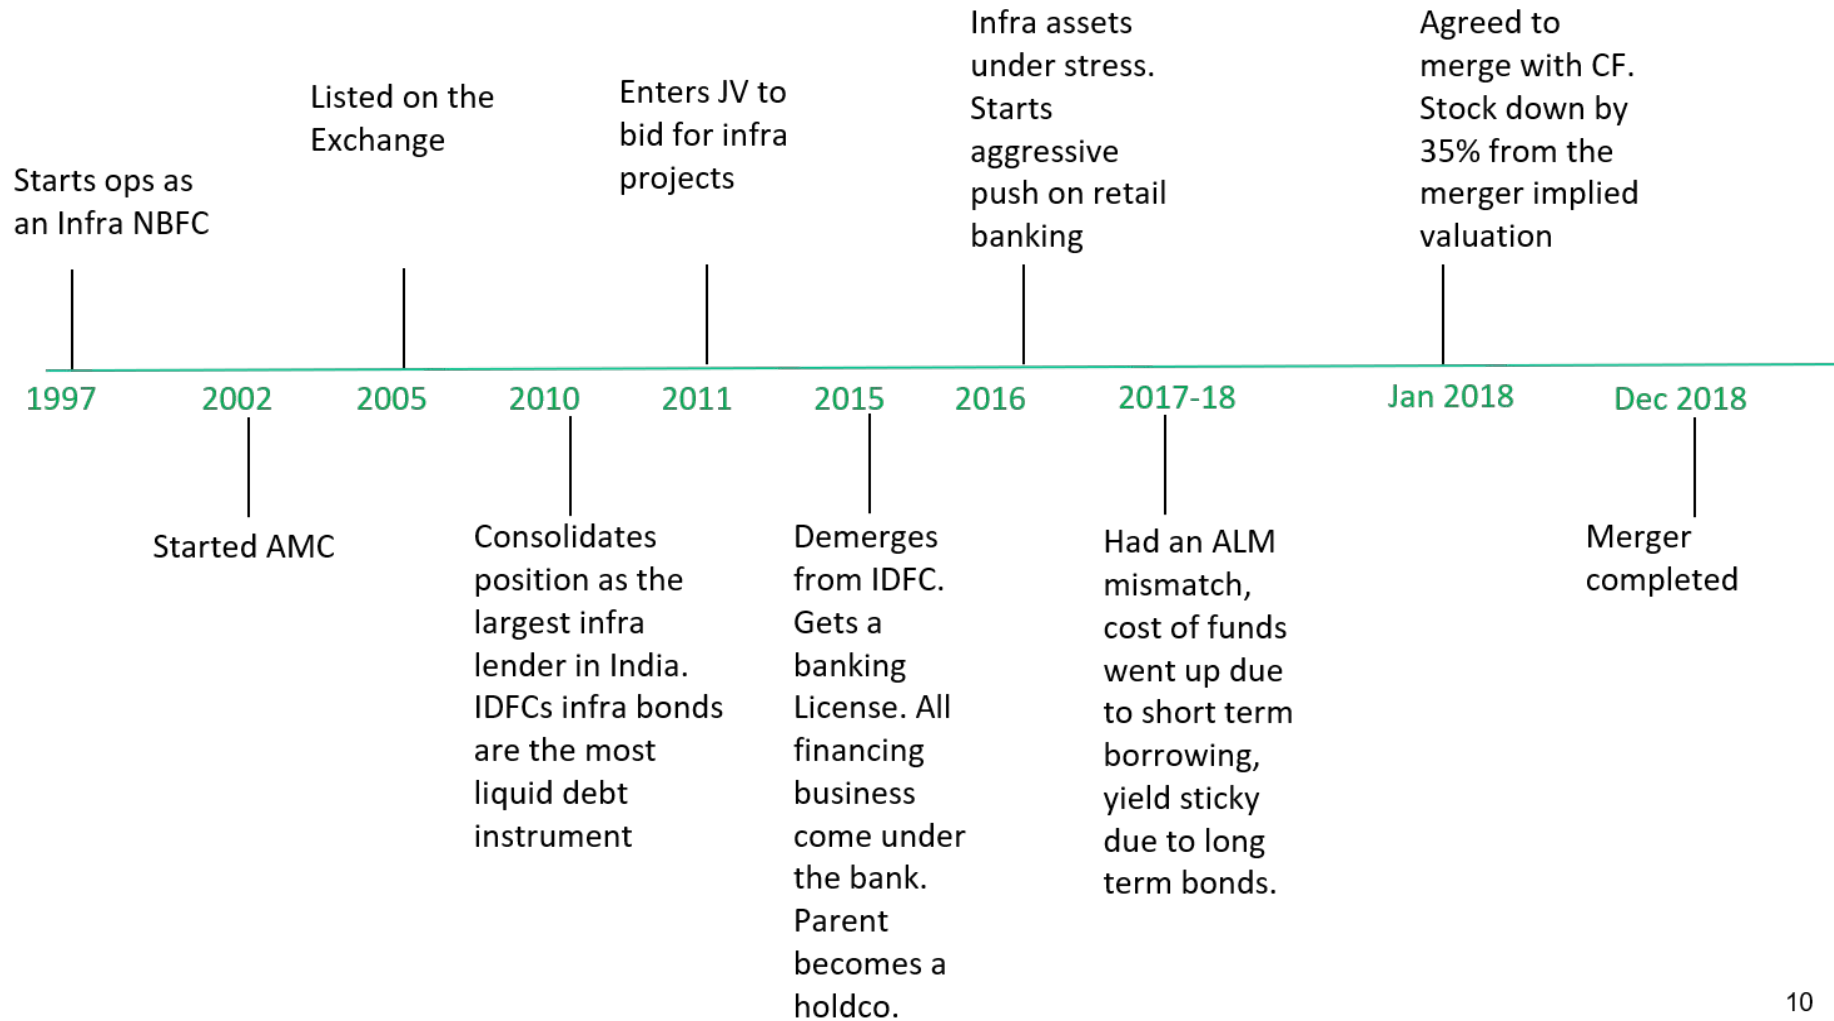 Starts ops as
an Infra NBFC
Listed on the
Exchange
Enters JV to
bid for infra
projects
Infra assets
under stress.
Starts
aggressive
push on retail
banking
Agreed to
merge with CF.
Stock down by
35% from the
merger implied
valuation
1997
2002
2005
2010
2011
2015
2016
2017-18
Jan 2018
Dec 2018
Started AMC
Consolidates
position as the
largest infra
lender in India.
IDFCs infra bonds
are the most
liquid debt
instrument
Demerges
from IDFC.
Gets a
banking
License. All
financing
business
come under
the bank.
Parent
becomes a
holdco.
Had an ALM
mismatch,
cost of funds
went up due
to short term
borrowing,
yield sticky
due to long
term bonds.
Merger
completed
10